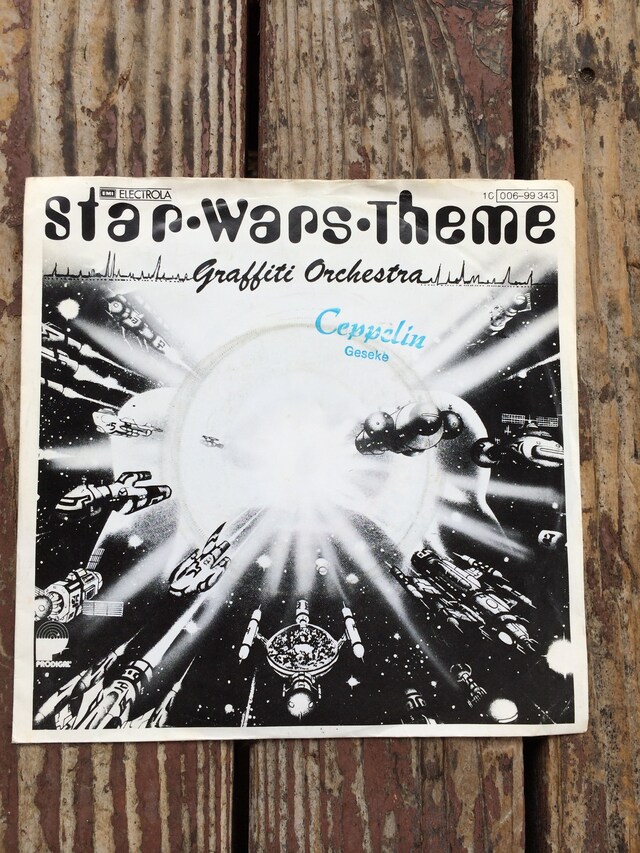 EMI ELECTROLA
1C 006-99 343
Star·Wars·Theme
Graffiti Orchestra
Ceppelin
Geseke
PRODIGAL